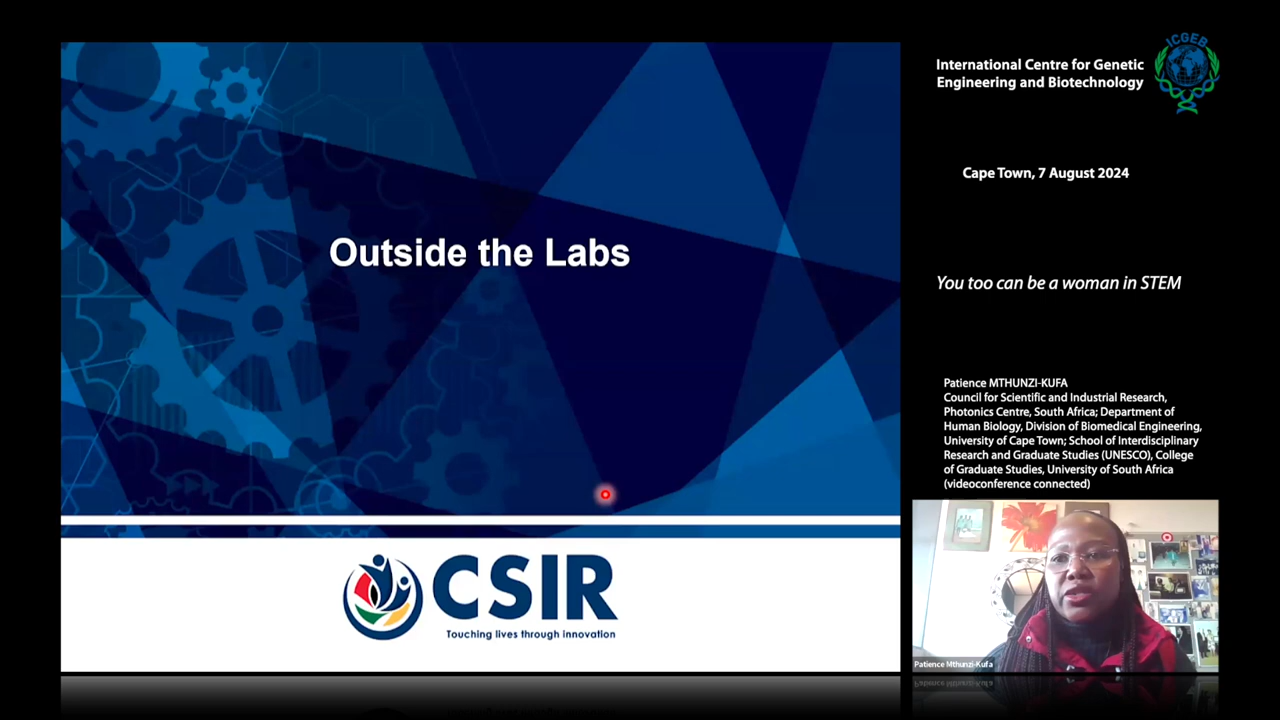 Outside the Labs
CSIR
Touching lives through innovation
ICGEB
International Centre for Genetic
Engineering and Biotechnology
Cape Town, 7 August 2024
You too can be a woman in STEM
Patience MTHUNZI-KUFA
Council for Scientific and Industrial Research,
Photonics Centre, South Africa; Department of
Human Biology, Division of Biomedical Engineering,
University of Cape Town; School of Interdisciplinary
Research and Graduate Studies (UNESCO), College
of Graduate Studies, University of South Africa
(videoconference connected)
Patience Mthunzi-Kufa